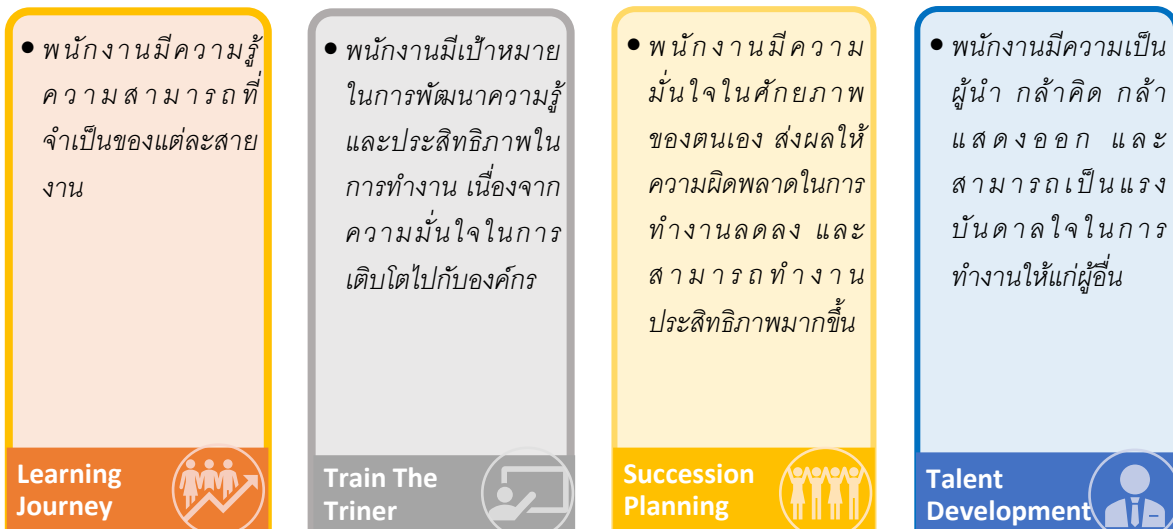 • พนักงานมีความรู้
ความสามารถที่
จำเป็นของแต่ละสาย
งาน
Learning
Journey
• พนักงานมีเป้าหมาย
ในการพัฒนาความรู้
และประสิทธิภาพใน
การทำงาน เนื่องจาก
ความมั่นใจในการ
เติบโตไปกับองค์กร
Train The
Triner
• พนักงานมีความ
มั่นใจในศักยภาพ
ของตนเอง ส่งผลให้
ความผิดพลาดในการ
ทำงานลดลง และ
สามารถทำงาน
ประสิทธิภาพมากขึ้น
Succession
Planning
• พนักงานมีความเป็น
ผู้นำ กล้าคิด กล้า
แสดงออก และ
สามารถเป็นแรง
บันดาลใจในการ
ทำงานให้แก่ผู้อื่น
Talent
Development